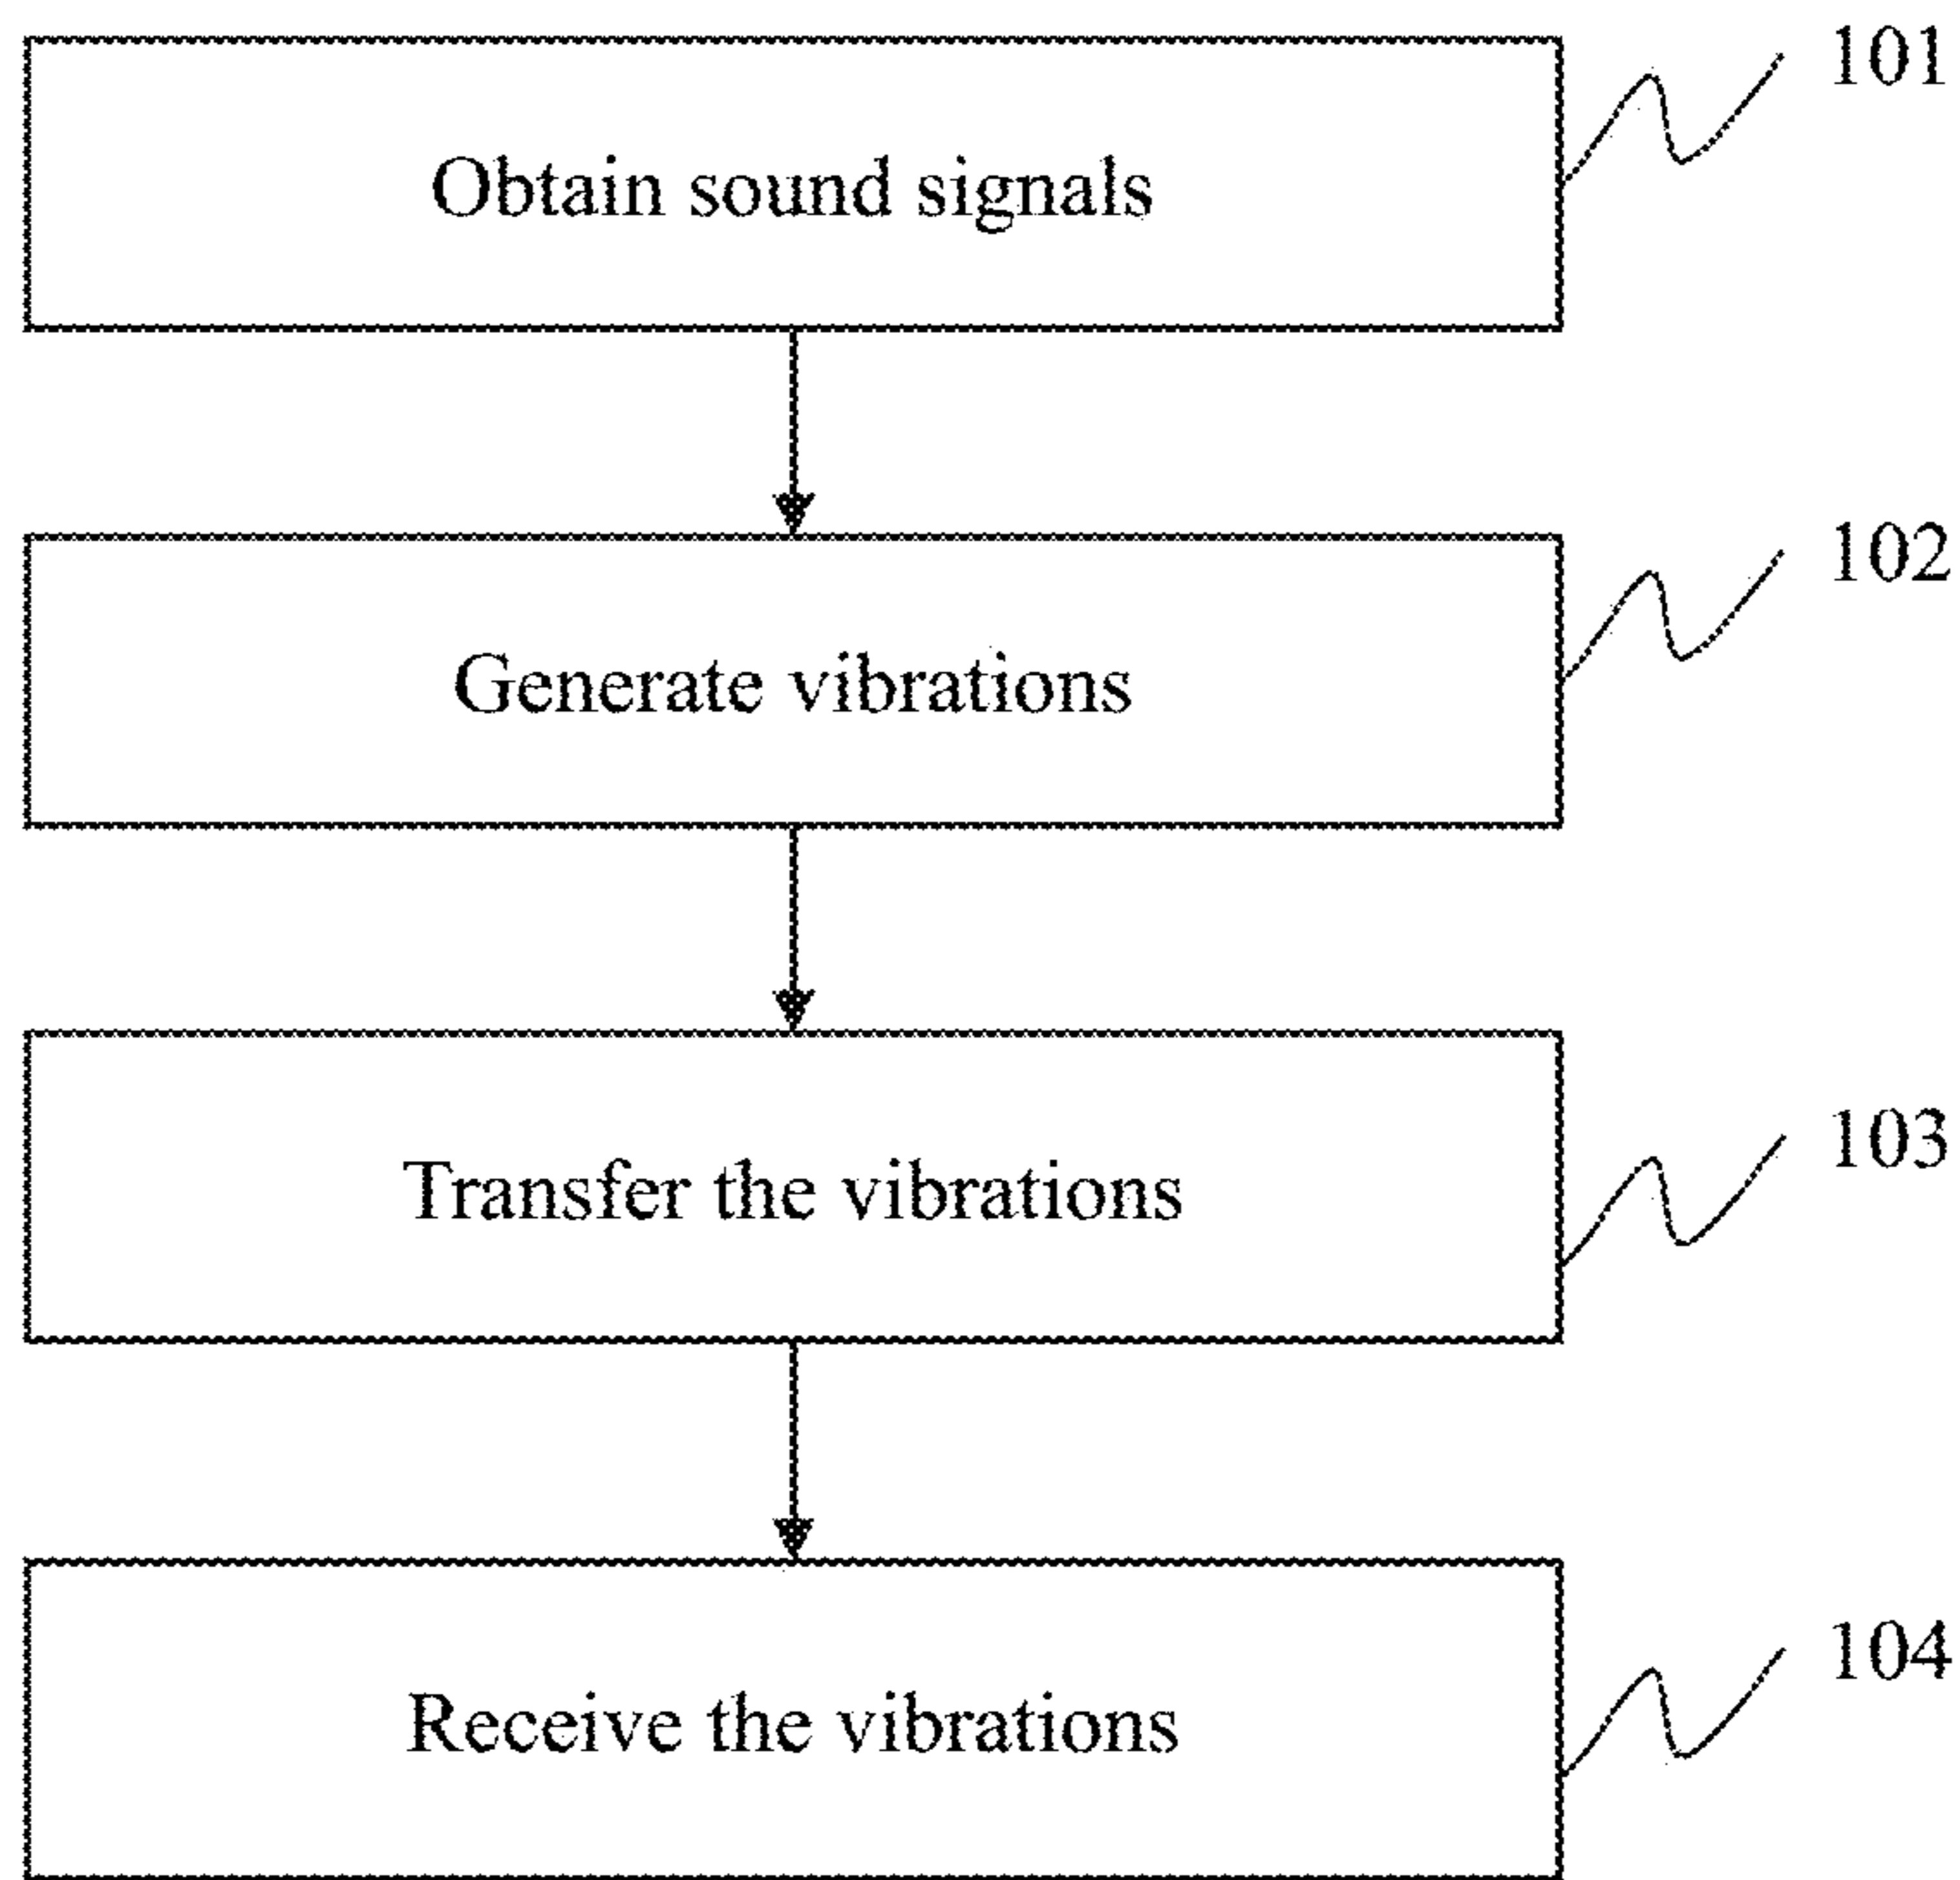 101
Obtain sound signals
102
Generate vibrations
103
Transfer the vibrations
104
Receive the vibrations